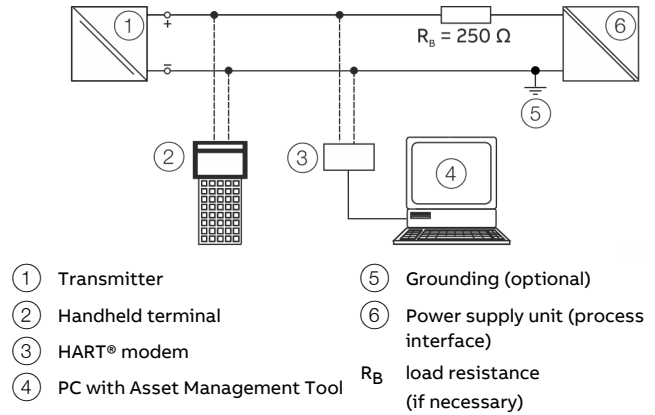 1
+
R_B = 250 Ω
6
−
5
2
3
4
1 Transmitter
2 Handheld terminal
3 HART® modem
4 PC with Asset Management Tool
5 Grounding (optional)
6 Power supply unit (process
interface)
R_B load resistance
(if necessary)